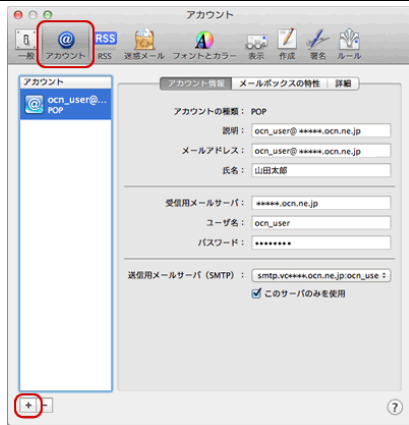 アカウント
一般 アカウント RSS 迷惑メール フォントとカラー 表示 作成 署名 ルール
RSS
アカウント
ocn_user@...
POP
アカウント情報 メールボックスの特性 詳細
アカウントの種類： POP
説明： ocn_user@*****.ocn.ne.jp
メールアドレス： ocn_user@*****.ocn.ne.jp
氏名： 山田太郎
受信用メールサーバ： *****.ocn.ne.jp
ユーザ名： ocn_user
パスワード： ••••••••
送信用メールサーバ（SMTP）： smtp.vc****.ocn.ne.jp:ocn_use
このサーバのみを使用
+ −
?